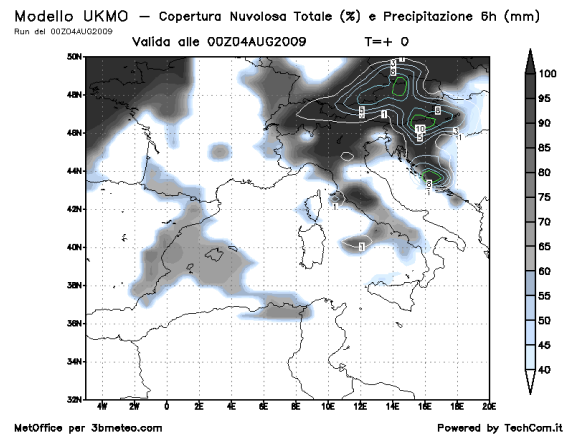 Modello UKMO – Copertura Nuvolosa Totale (%) e Precipitazione 6h (mm)
Run del 00Z04AUG2009
Valida alle 00Z04AUG2009 T=+ 0
50N
48N
46N
44N
42N
40N
38N
36N
34N
32N
4W 2W 0 2E 4E 6E 8E 10E 12E 14E 16E 18E 20E
100
95
90
85
80
75
70
65
60
55
50
45
40
MetOffice per 3bmeteo.com Powered by TechCom.it